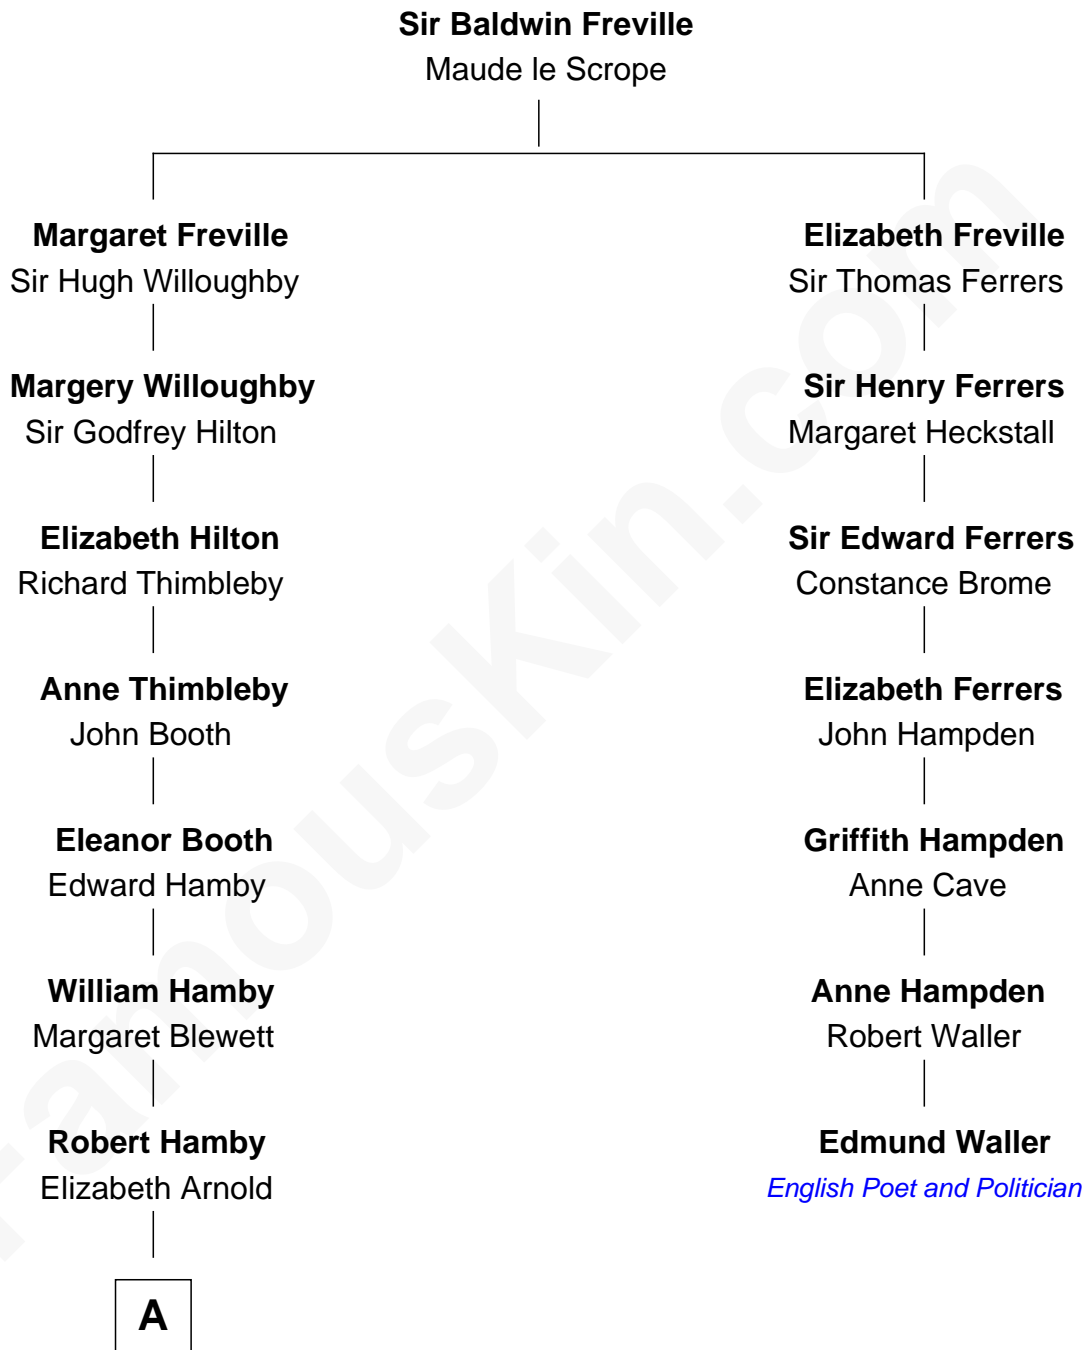 Sir Baldwin Freville
Maude le Scrope
Margaret Freville
Sir Hugh Willoughby
Elizabeth Freville
Sir Thomas Ferrers
Margery Willoughby
Sir Godfrey Hilton
Sir Henry Ferrers
Margaret Heckstall
Elizabeth Hilton
Richard Thimbleby
Sir Edward Ferrers
Constance Brome
Anne Thimbleby
John Booth
Elizabeth Ferrers
John Hampden
Eleanor Booth
Edward Hamby
Griffith Hampden
Anne Cave
William Hamby
Margaret Blewett
Anne Hampden
Robert Waller
Robert Hamby
Elizabeth Arnold
Edmund Waller
English Poet and Politician
A
FamousKin.com